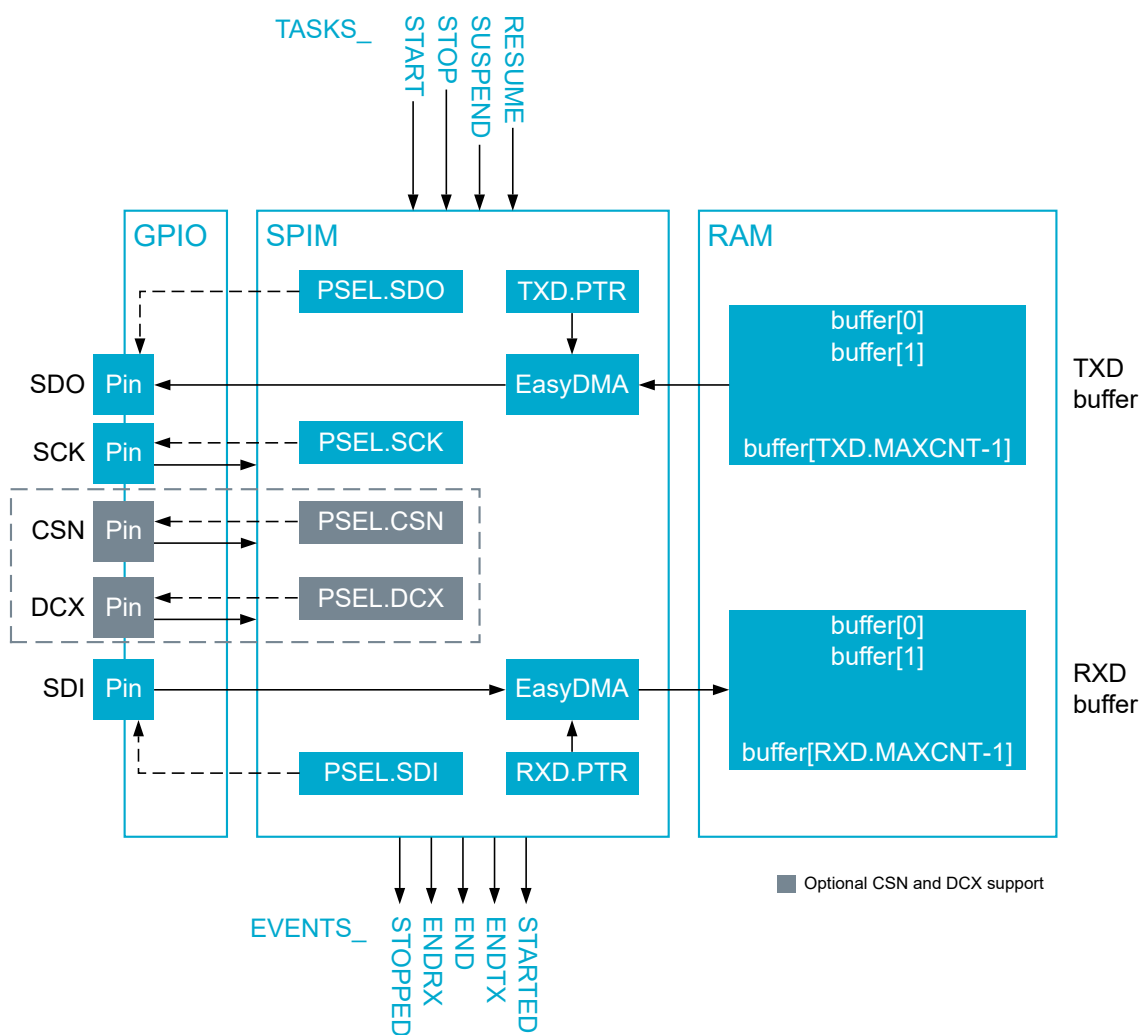 TASKS_
START
STOP
SUSPEND
RESUME
GPIO
SPIM
RAM
PSEL.SDO
TXD.PTR
buffer[0]
buffer[1]
buffer[TXD.MAXCNT-1]
TXD
buffer
SDO
Pin
EasyDMA
SCK
Pin
PSEL.SCK
CSN
Pin
PSEL.CSN
DCX
Pin
PSEL.DCX
SDI
Pin
EasyDMA
buffer[0]
buffer[1]
buffer[RXD.MAXCNT-1]
RXD
buffer
PSEL.SDI
RXD.PTR
Optional CSN and DCX support
EVENTS_
STOPPED
ENDRX
END
ENDTX
STARTED